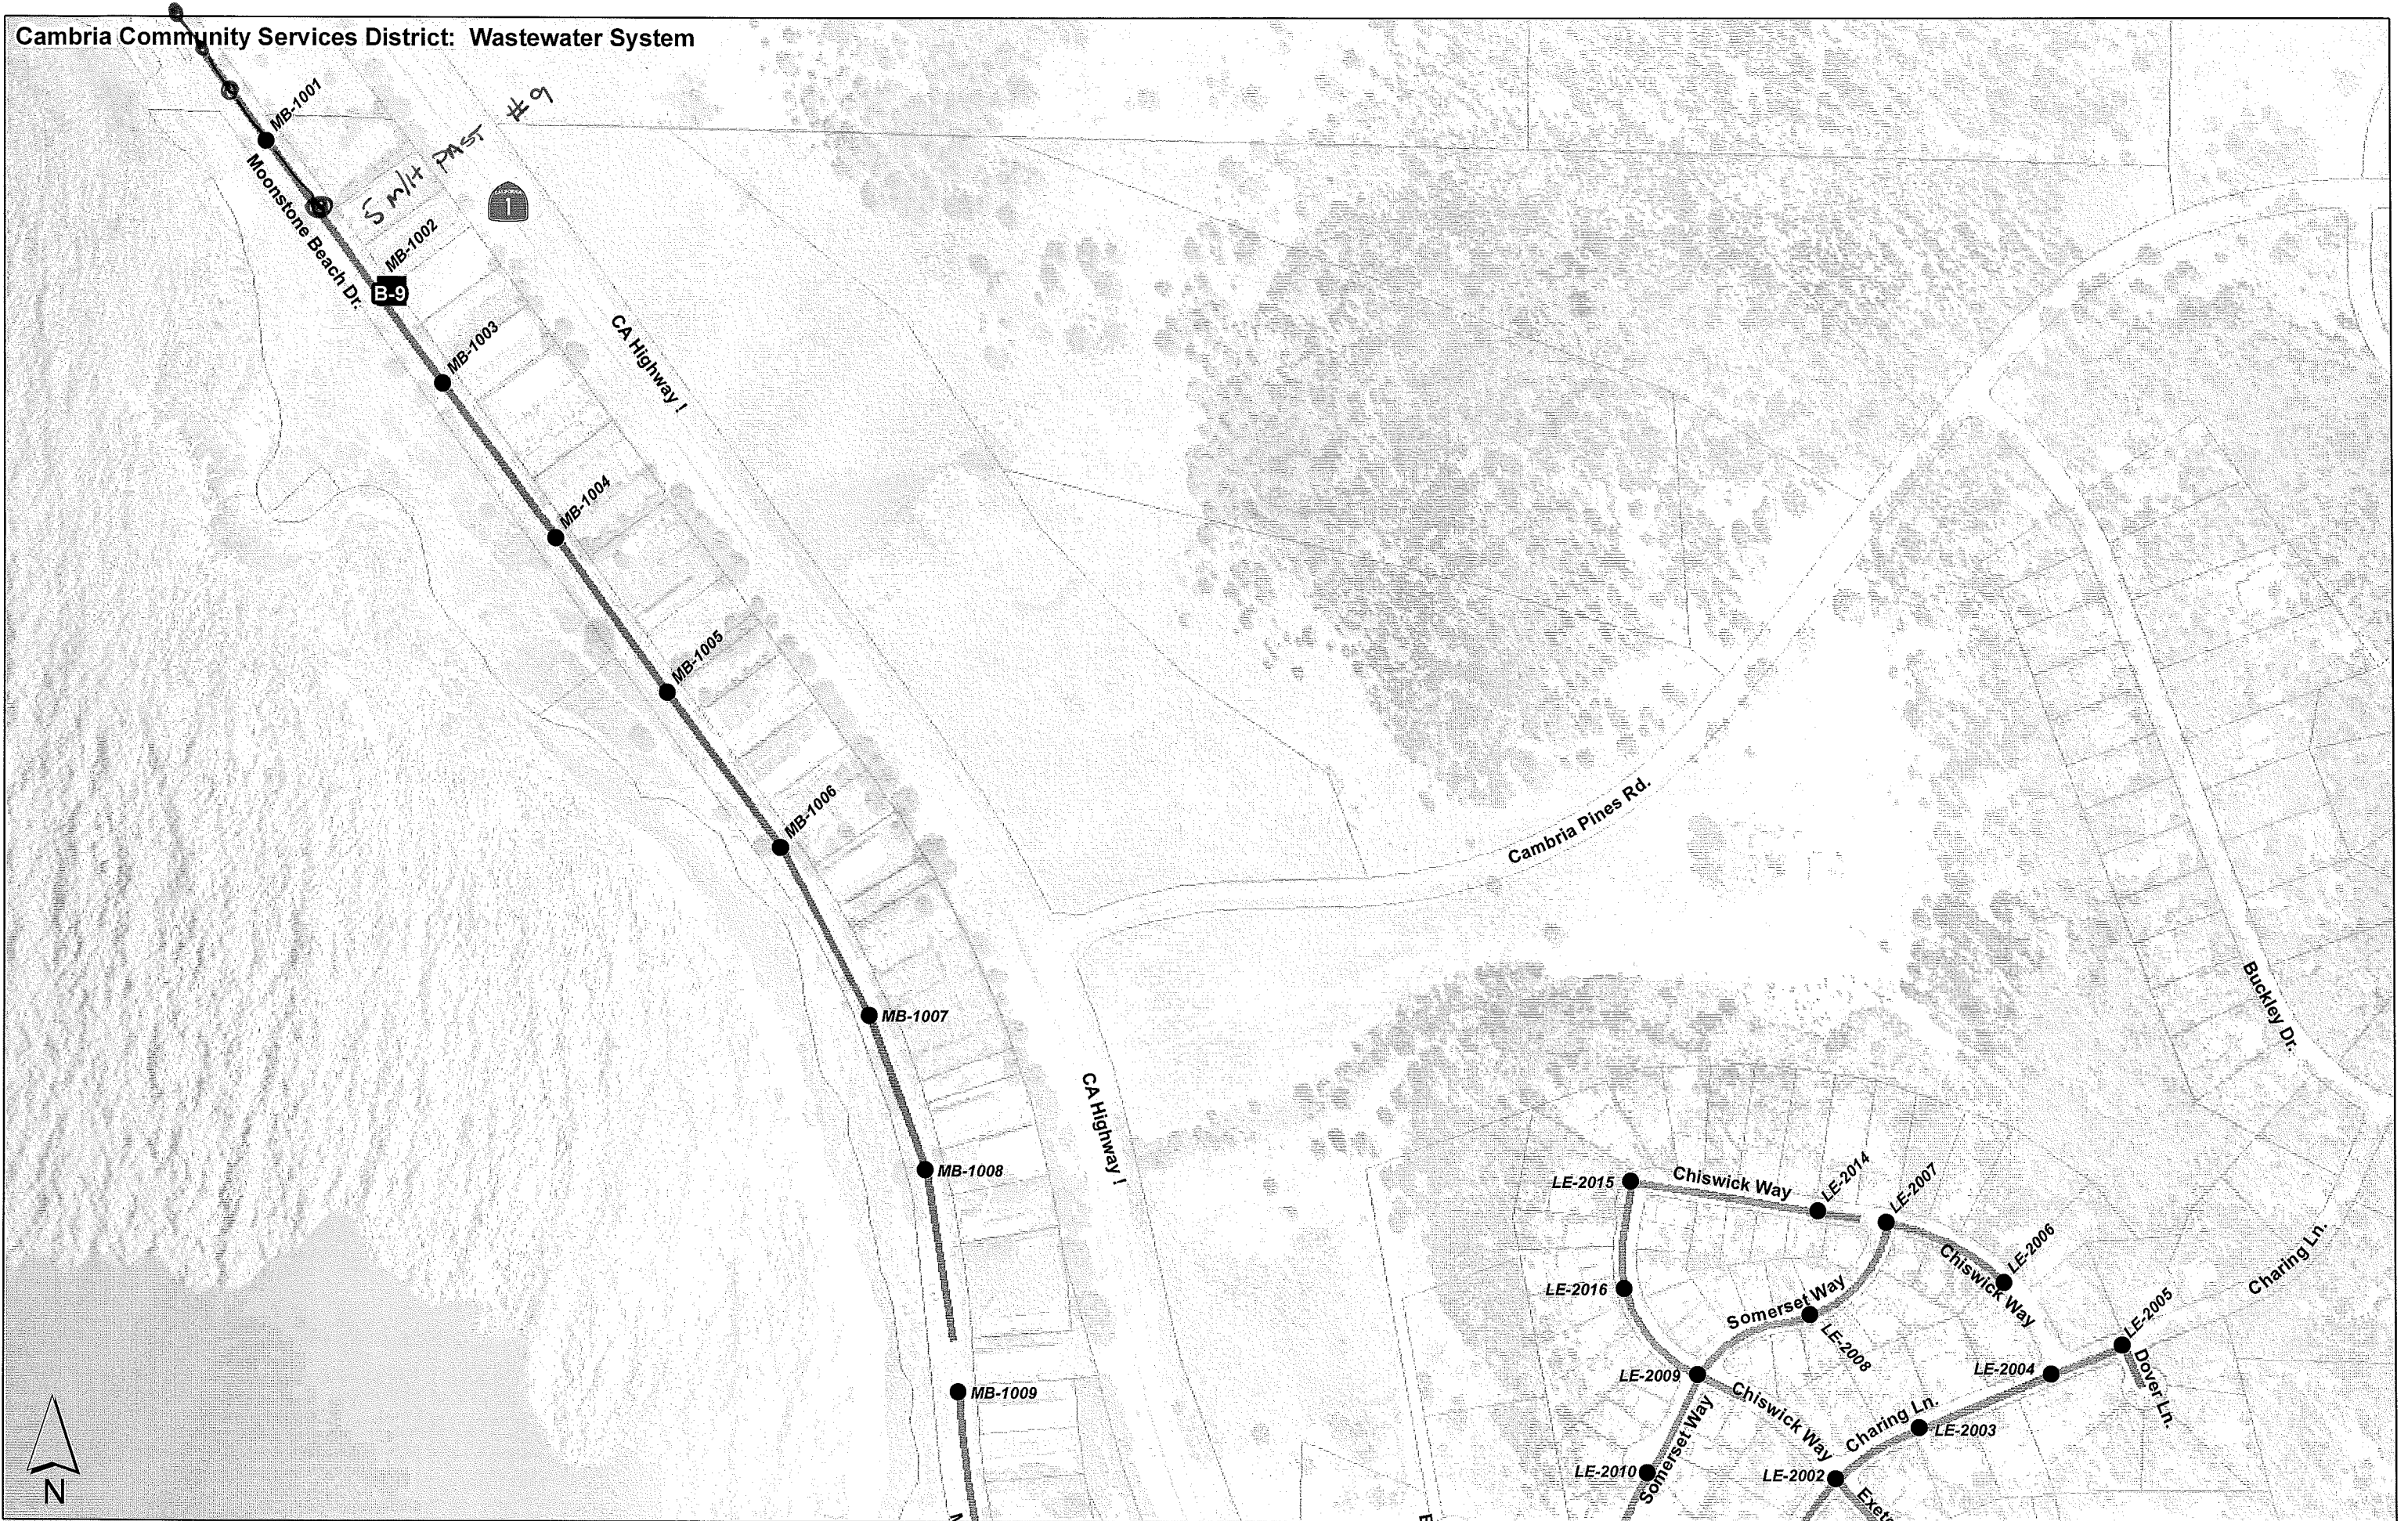 Cambria Community Services District: Wastewater System
MB-1001
5 m/H PAST #9
CALIFORNIA
1
Moonstone Beach Dr.
MB-1002
B-9
MB-1003
CA Highway !
MB-1004
MB-1005
MB-1006
Cambria Pines Rd.
MB-1007
Buckley Dr.
MB-1008
CA Highway !
LE-2015
Chiswick Way
LE-2014
LE-2007
LE-2006
Chiswick Way
Charing Ln.
LE-2016
Somerset Way
LE-2008
LE-2005
Dover Ln.
LE-2004
LE-2009
Chiswick Way
Charing Ln.
LE-2003
MB-1009
Somerset Way
LE-2010
LE-2002
Exete
N